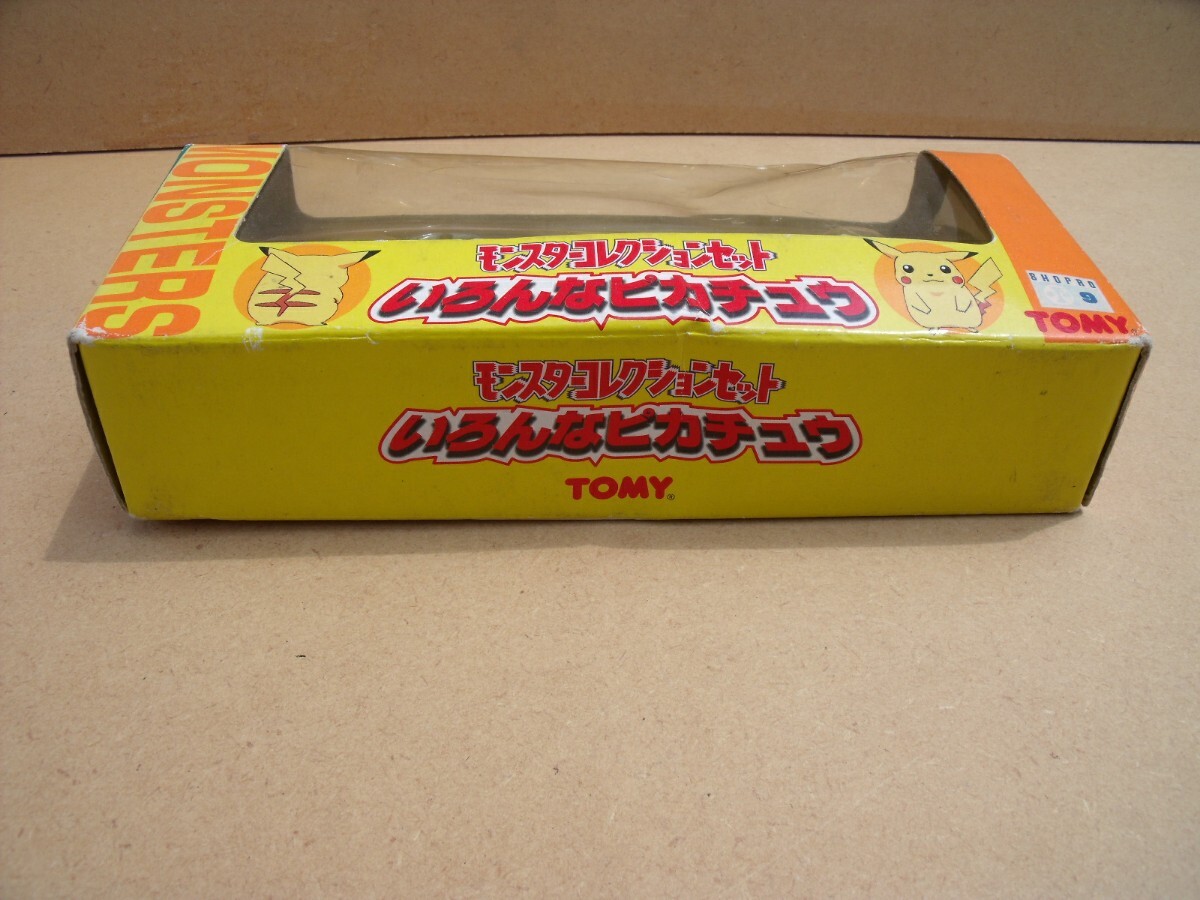 MONSTERS
モンスターコレクションセット
いろんなピカチュウ
SHOPRO
9
TOMY
モンスターコレクションセット
いろんなピカチュウ
TOMY®